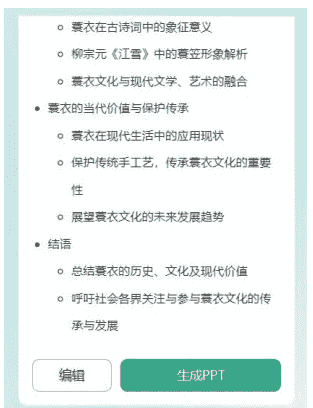 蓑衣在古诗词中的象征意义
柳宗元《江雪》中的蓑笠形象解析
蓑衣文化与现代文学、艺术的融合
蓑衣的当代价值与保护传承
蓑衣在现代生活中的应用现状
保护传统手工艺，传承蓑衣文化的重要
性
展望蓑衣文化的未来发展趋势
结语
总结蓑衣的历史、文化及现代价值
呼吁社会各界关注与参与蓑衣文化的传
承与发展
编辑
生成PPT